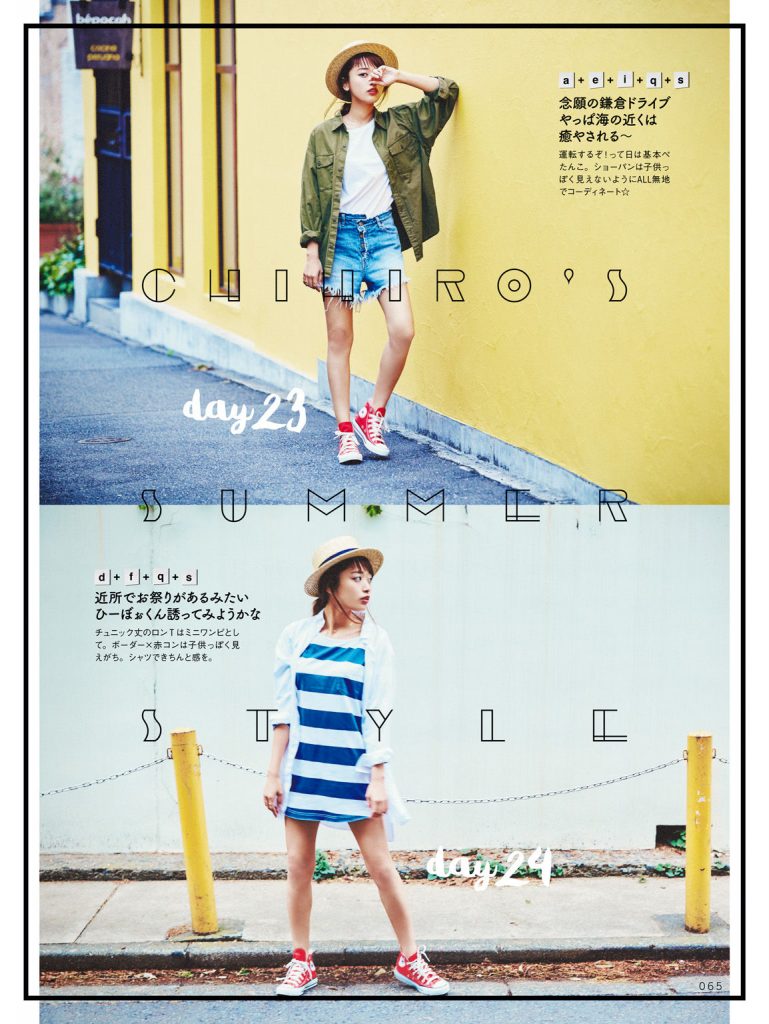 bépocah
cocina
peruana
a+e+i+q+s
念願の鎌倉ドライブ
やっぱ海の近くは
癒やされる〜
運転するぞ！って日は基本ぺ
たんこ。ショーパンは子供っ
ぽく見えないようにALL無地
でコーディネート☆
CHIHIRO'S
day23
SUMMER
d+f+q+s
近所でお祭りがあるみたい
ひーぼぉくん誘ってみようかな
チュニック丈のロンTはミニワンピとし
て。ボーダー×赤コンは子供っぽく見
えがち。シャツできちんと感を。
STYLE
day24
065